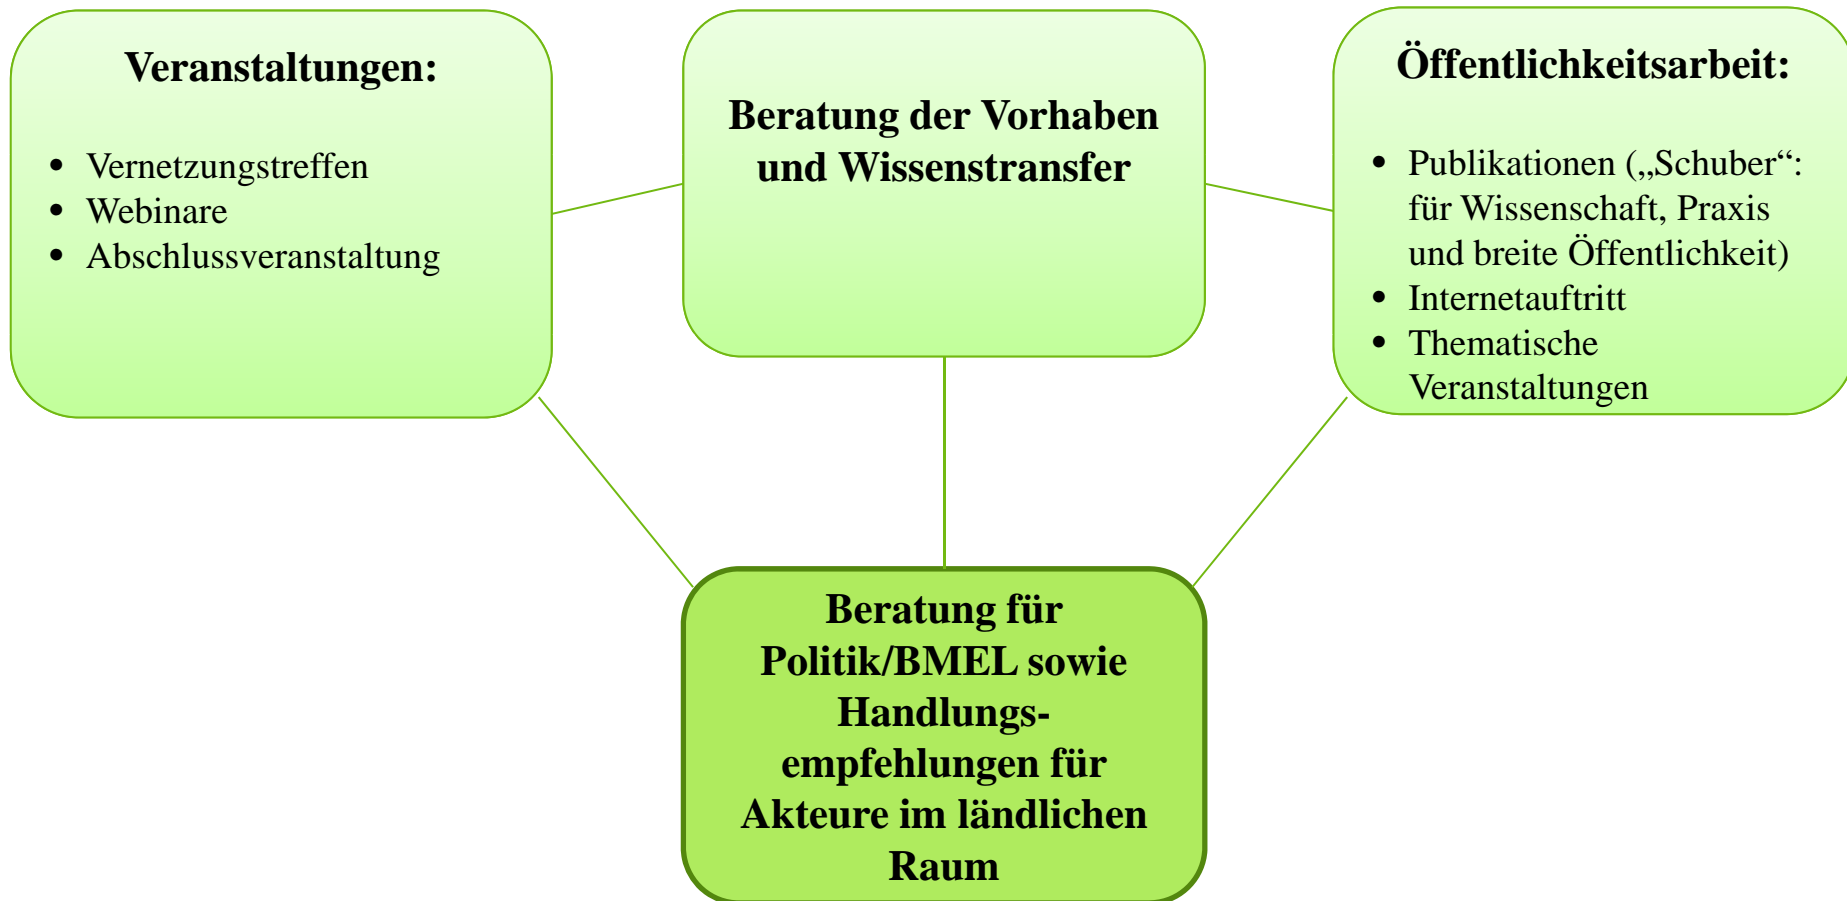 Veranstaltungen:
• Vernetzungstreffen
• Webinare
• Abschlussveranstaltung
Beratung der Vorhaben
und Wissenstransfer
Öffentlichkeitsarbeit:
• Publikationen („Schuber“:
für Wissenschaft, Praxis
und breite Öffentlichkeit)
• Internetauftritt
• Thematische
Veranstaltungen
Beratung für
Politik/BMEL sowie
Handlungs-
empfehlungen für
Akteure im ländlichen
Raum